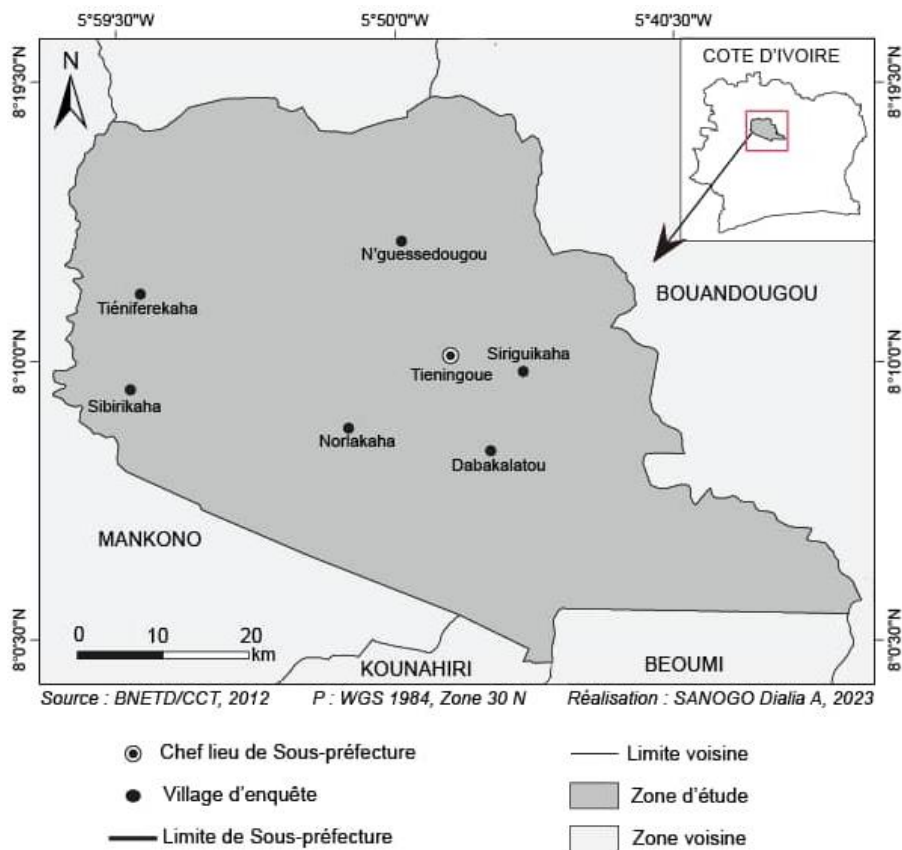 5°59'30"W 5°50'0"W 5°40'30"W
N
COTE D'IVOIRE
8°19'30"N
8°19'30"N
N'guessedougou
BOUANDOUGOU
Tiéniferekaha
Siriguikaha
8°10'0"N
Tieningoue
8°10'0"N
Sibirikaha
Norlakaha
Dabakalatou
MANKONO
0 10 20
km
8°0'30"N
8°0'30"N
KOUNAHIRI
BEOUMI
Source : BNETD/CCT, 2012 P : WGS 1984, Zone 30 N Réalisation : SANOGO Dialia A, 2023
Chef lieu de Sous-préfecture
Limite voisine
Village d'enquête
Zone d'étude
Limite de Sous-préfecture
Zone voisine